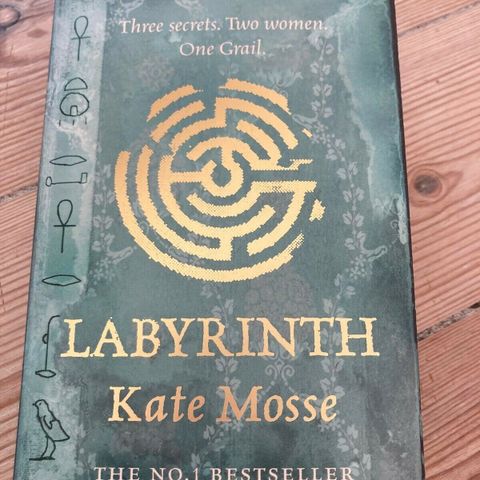 Three secrets. Two women.
One Grail.
LABYRINTH
Kate Mosse
THE NO.1 BESTSELLER